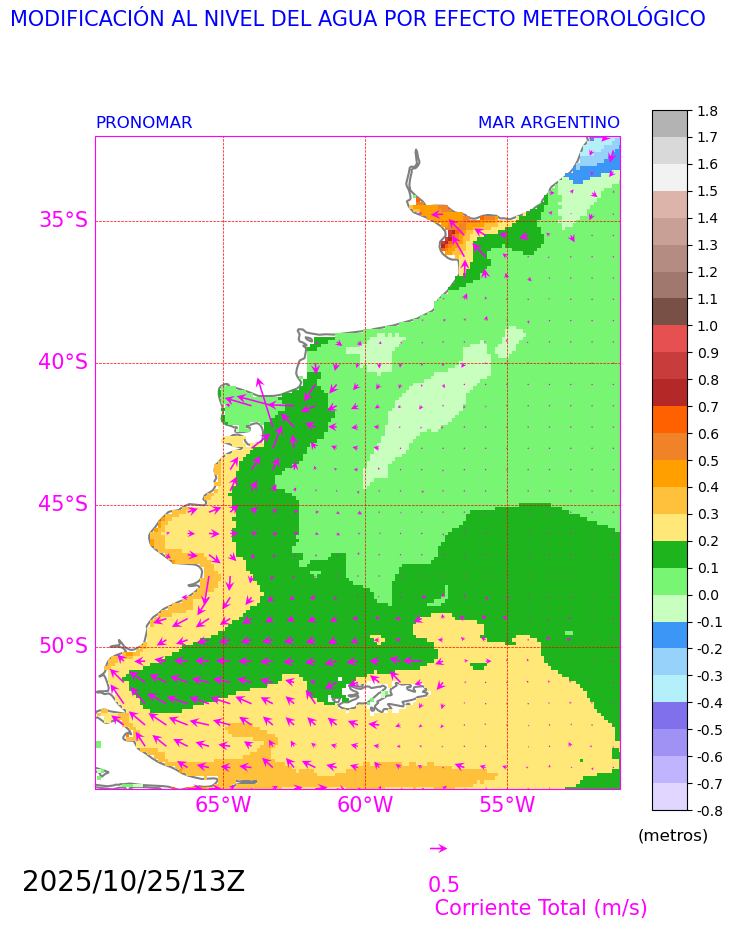 MODIFICACIÓN AL NIVEL DEL AGUA POR EFECTO METEOROLÓGICO
PRONOMAR
MAR ARGENTINO
35°S
40°S
45°S
50°S
65°W
60°W
55°W
1.8
1.7
1.6
1.5
1.4
1.3
1.2
1.1
1.0
0.9
0.8
0.7
0.6
0.5
0.4
0.3
0.2
0.1
0.0
-0.1
-0.2
-0.3
-0.4
-0.5
-0.6
-0.7
-0.8
(metros)
2025/10/25/13Z
0.5
Corriente Total (m/s)